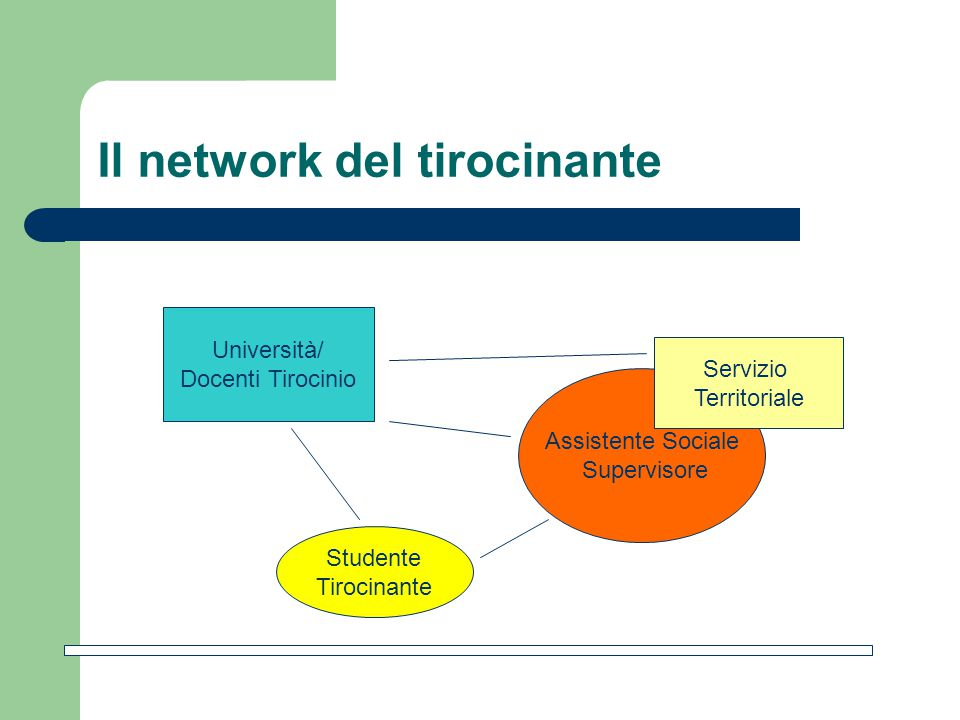 Il network del tirocinante
Università/
Docenti Tirocinio
Servizio
Territoriale
Assistente Sociale
Supervisore
Studente
Tirocinante